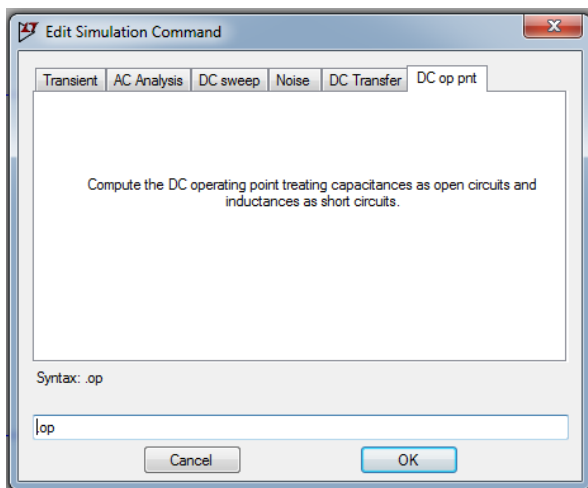 Edit Simulation Command
Transient AC Analysis DC sweep Noise DC Transfer DC op pnt
Compute the DC operating point treating capacitances as open circuits and
inductances as short circuits.
Syntax: .op
.op
Cancel OK